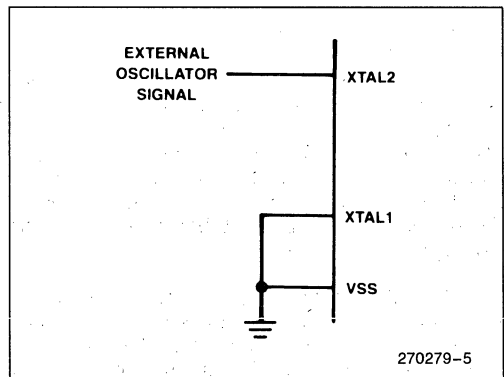 EXTERNAL
OSCILLATOR
SIGNAL
XTAL2
XTAL1
VSS
270279–5